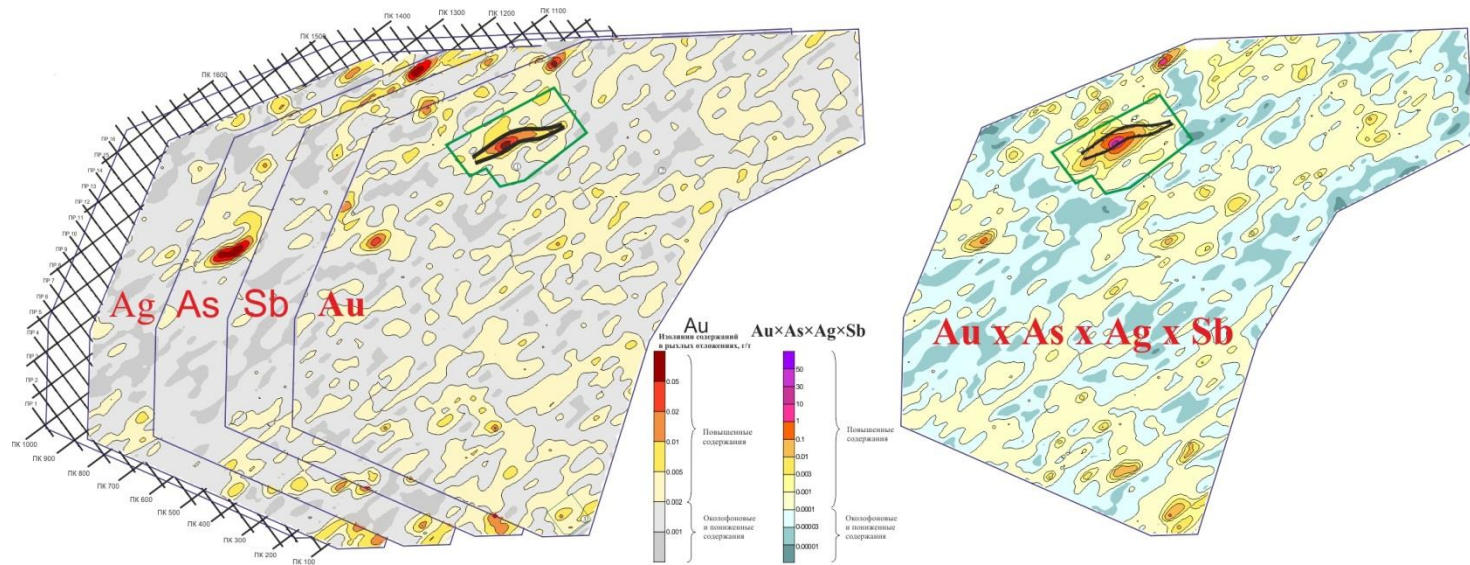 ПК 1400
ПК 1300
ПК 1200
ПК 1100
ПК 1500
ПК 1600
ПР 16
ПР 15
ПР 14
ПР 13
ПР 12
ПР 11
ПР 10
ПР 9
ПР 8
ПР 7
ПР 6
ПР 5
ПР 4
ПР 3
ПР 2
ПР 1
ПК 1000
ПК 900
ПК 800
ПК 700
ПК 600
ПК 500
ПК 400
ПК 300
ПК 200
ПК 100
Ag As Sb Au
Au
Изолинии содержаний
в рыхлых отложениях, г/т
0.05
0.02
0.01
0.005
0.002
0.001
Повышенные
содержания
Околофоновые
и пониженные
содержания
Au×As×Ag×Sb
50
30
10
1
0.1
0.01
0.003
0.001
0.0001
0.00003
0.00001
Повышенные
содержания
Околофоновые
и пониженные
содержания
Au x As x Ag x Sb